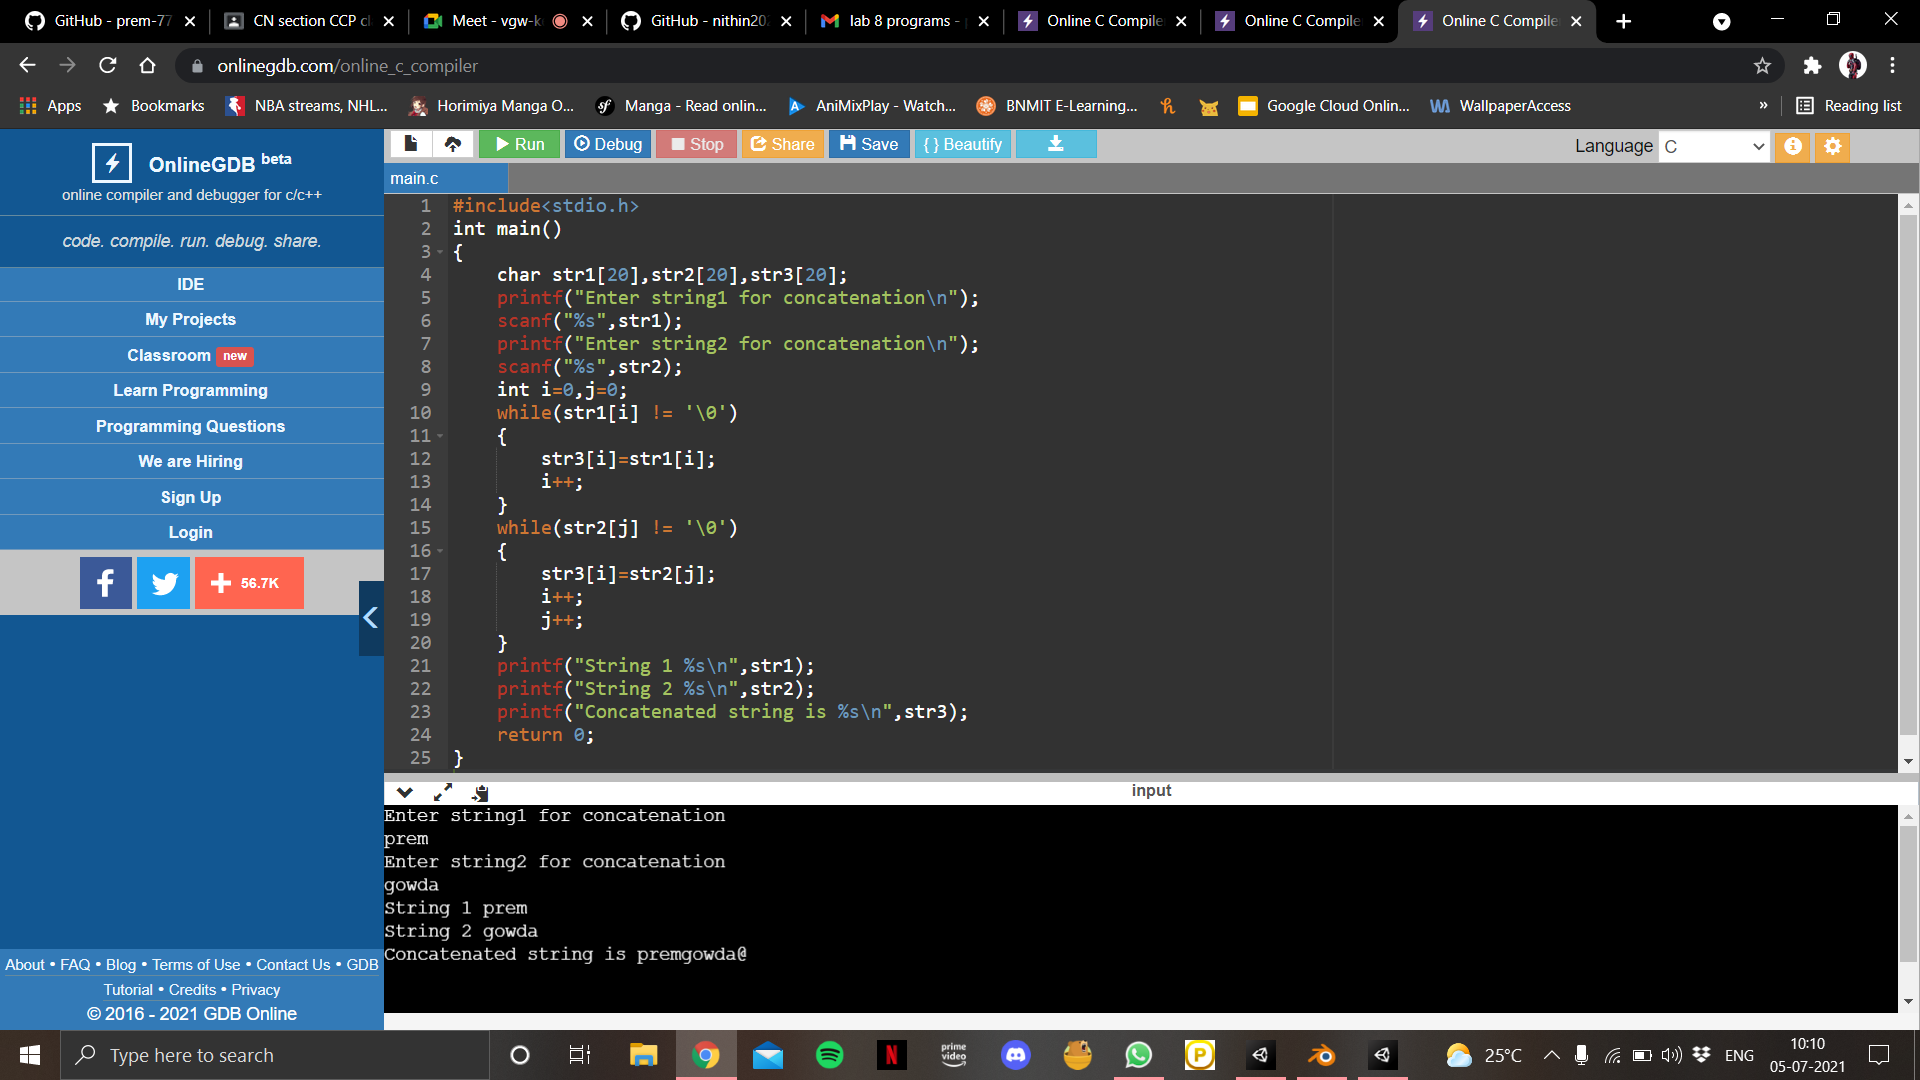 GitHub - prem-77
CN section CCP cl
Meet - vgw-k
GitHub - nithin20
lab 8 programs -
Online C Compile
Online C Compile
Online C Compile
onlinegdb.com/online_c_compiler
Apps
Bookmarks
NBA streams, NHL...
Horimiya Manga O...
Manga - Read onlin...
AniMixPlay - Watch...
BNMIT E-Learning...
Google Cloud Onlin...
WallpaperAccess
»
Reading list
OnlineGDB beta
online compiler and debugger for c/c++
code. compile. run. debug. share.
IDE
My Projects
Classroom new
Learn Programming
Programming Questions
We are Hiring
Sign Up
Login
56.7K
About • FAQ • Blog • Terms of Use • Contact Us • GDB
Tutorial • Credits • Privacy
© 2016 - 2021 GDB Online
Run
Debug
Stop
Share
Save
{ } Beautify
Language C
main.c
1 #include<stdio.h>
2 int main()
3 {
4 char str1[20],str2[20],str3[20];
5 printf("Enter string1 for concatenation\n");
6 scanf("%s",str1);
7 printf("Enter string2 for concatenation\n");
8 scanf("%s",str2);
9 int i=0,j=0;
10 while(str1[i] != '\0')
11 {
12 str3[i]=str1[i];
13 i++;
14 }
15 while(str2[j] != '\0')
16 {
17 str3[i]=str2[j];
18 i++;
19 j++;
20 }
21 printf("String 1 %s\n",str1);
22 printf("String 2 %s\n",str2);
23 printf("Concatenated string is %s\n",str3);
24 return 0;
25 }
input
Enter string1 for concatenation
prem
Enter string2 for concatenation
gowda
String 1 prem
String 2 gowda
Concatenated string is premgowda@
Type here to search
prime video
25°C
ENG
10:10
05-07-2021